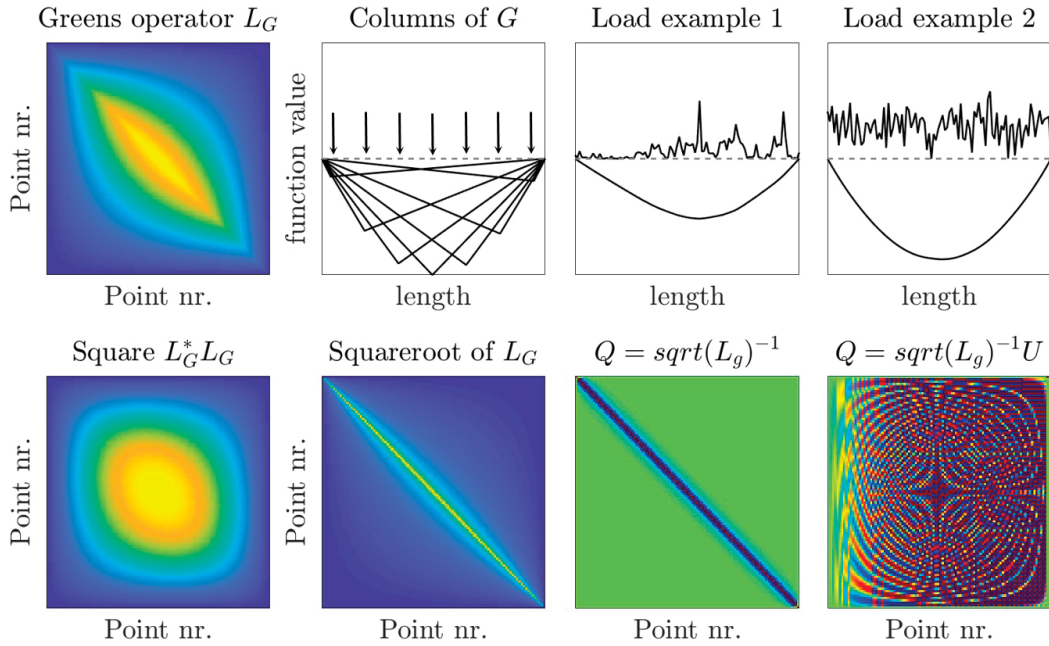 Greens operator $L_G$
Columns of $G$
Load example 1
Load example 2
Point nr.
function value
Point nr.
length
length
length
Square $L_G^* L_G$
Squareroot of $L_G$
$Q = sqrt(L_g)^{-1}$
$Q = sqrt(L_g)^{-1}U$
Point nr.
Point nr.
Point nr.
Point nr.
Point nr.
Point nr.